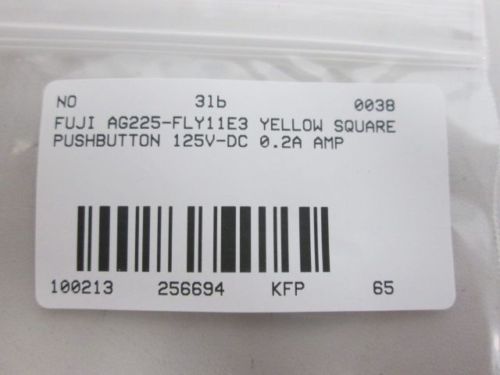 NO 31b 0038
FUJI AG225-FLY11E3 YELLOW SQUARE
PUSHBUTTON 125V-DC 0.2A AMP
100213 256694 KFP 65